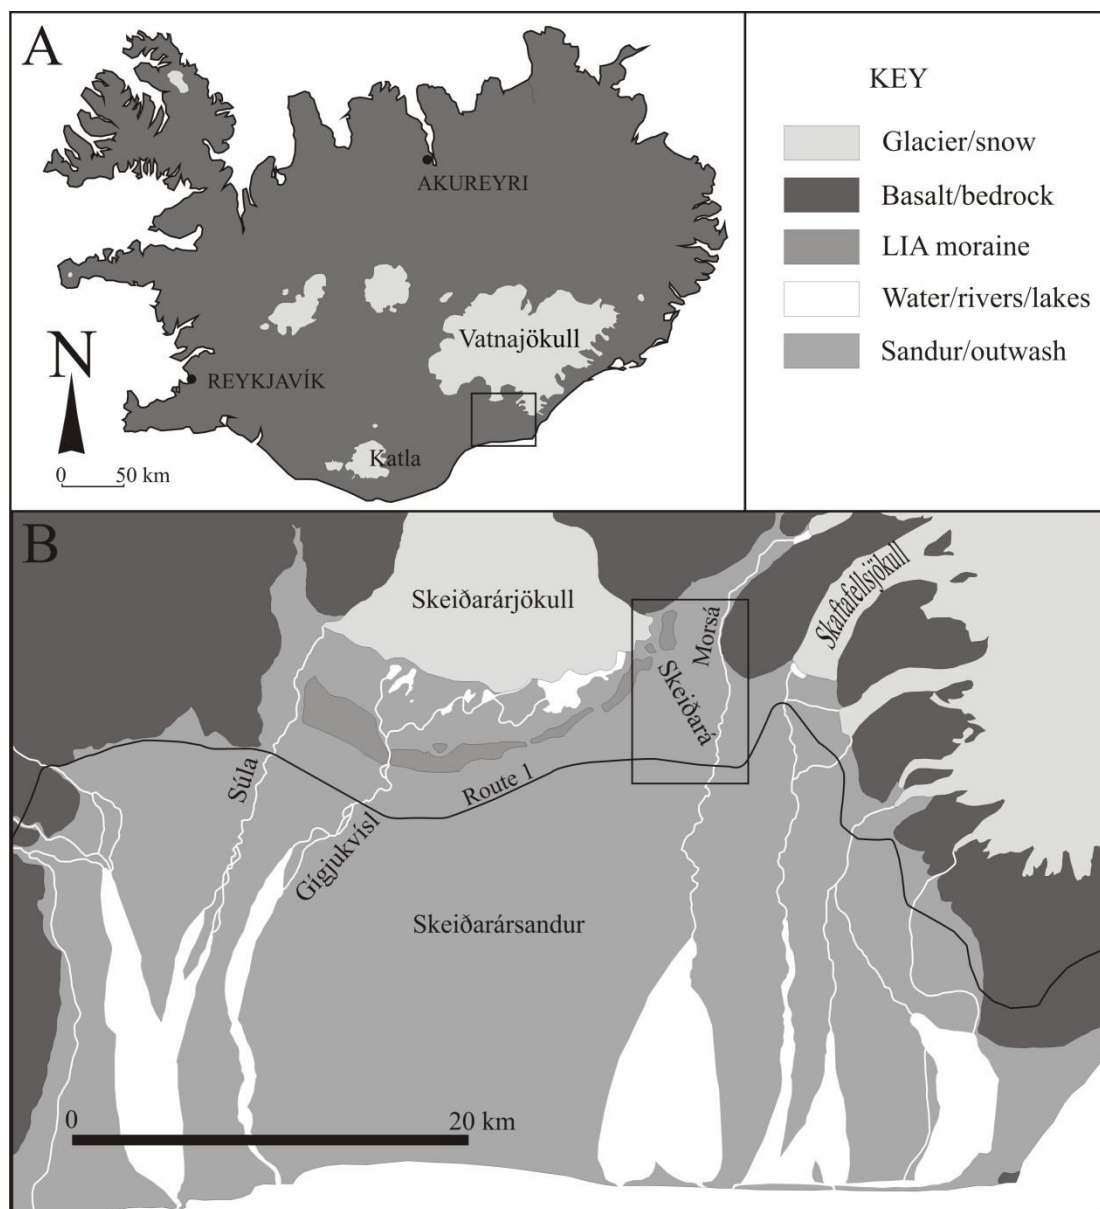 A
AKUREYRI
Vatnajökull
N
REYKJAVÍK
0 50 km
Katla
KEY
Glacier/snow
Basalt/bedrock
LIA moraine
Water/rivers/lakes
Sandur/outwash
B
Skeiðarárjökull
Skaftafellsjökull
Morsá
Skeiðará
Súla
Route 1
Gígjukvísl
Skeiðarársandur
0 20 km